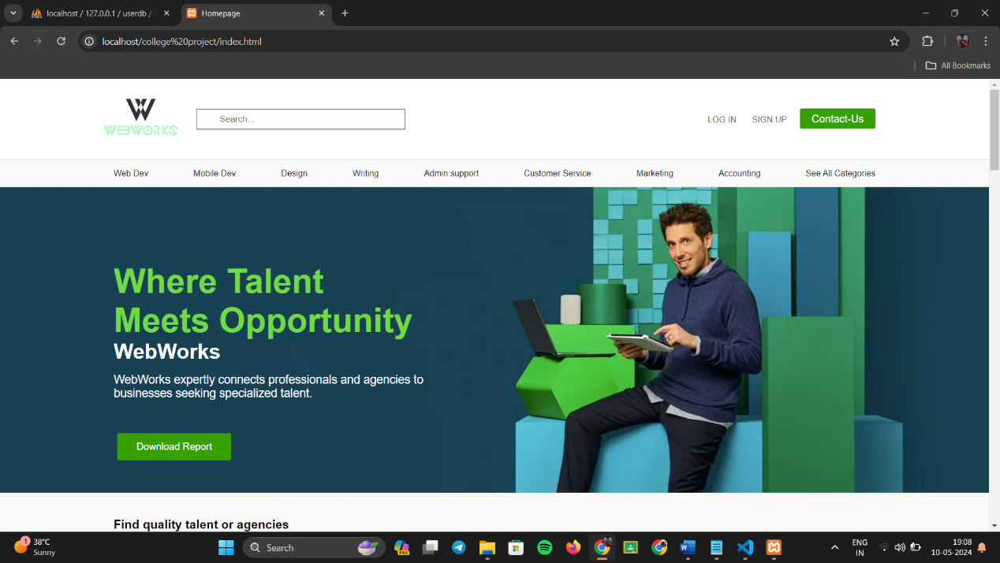 localhost / 127.0.0.1 / userdb /
Homepage
localhost/college%20project/index.html
All Bookmarks
WEBWORKS
Search...
LOG IN
SIGN UP
Contact-Us
Web Dev
Mobile Dev
Design
Writing
Admin support
Customer Service
Marketing
Accounting
See All Categories
Where Talent
Meets Opportunity
WebWorks
WebWorks expertly connects professionals and agencies to
businesses seeking specialized talent.
Download Report
Find quality talent or agencies
1
38°C
Sunny
Search
PRE
ENG
IN
19:08
10-05-2024